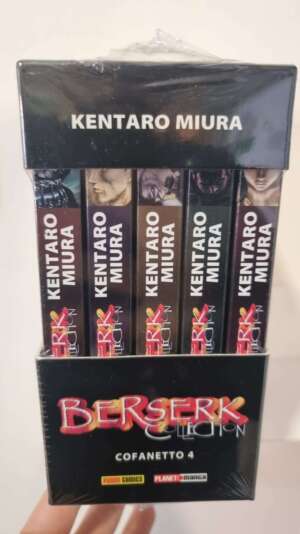 KENTARO MIURA
KENTARO
MIURA
KENTARO
MIURA
KENTARO
MIURA
KENTARO
MIURA
KENTARO
MIURA
BERSERK
COLLECTION
COFANETTO 4
PANINI COMICS
PLANET manga